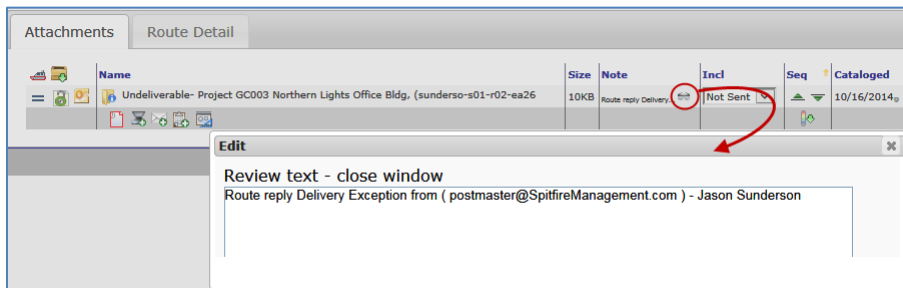 Attachments Route Detail
Name Size Note Incl Seq Cataloged
Undeliverable- Project GC003 Northern Lights Office Bldg, (sunderso-s01-r02-ea26 10KB Route reply Delivery... Not Sent 10/16/2014
Edit
Review text - close window
Route reply Delivery Exception from ( postmaster@SpitfireManagement.com ) - Jason Sunderson